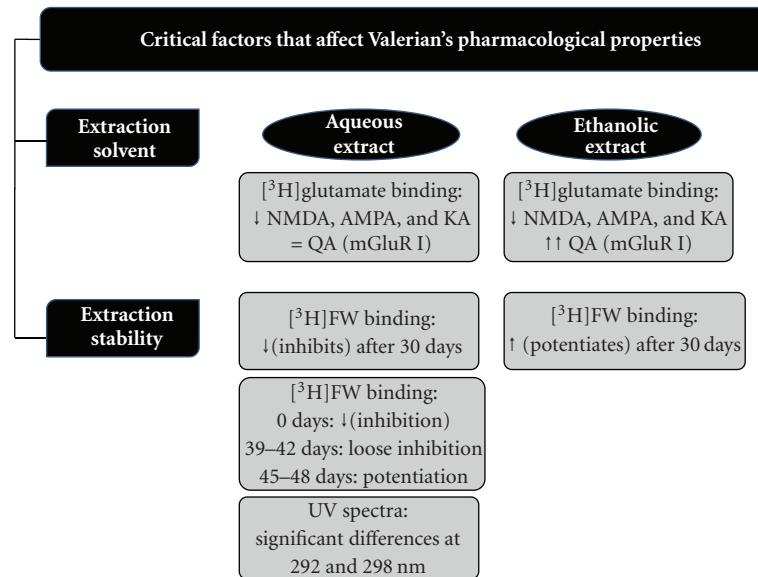 Critical factors that affect Valerian's pharmacological properties
Extraction
solvent
Aqueous
extract
Ethanolic
extract
[³H]glutamate binding:
↓ NMDA, AMPA, and KA
= QA (mGluR I)
[³H]glutamate binding:
↓ NMDA, AMPA, and KA
↑↑ QA (mGluR I)
Extraction
stability
[³H]FW binding:
↓(inhibits) after 30 days
[³H]FW binding:
↑ (potentiates) after 30 days
[³H]FW binding:
0 days: ↓(inhibition)
39–42 days: loose inhibition
45–48 days: potentiation
UV spectra:
significant differences at
292 and 298 nm